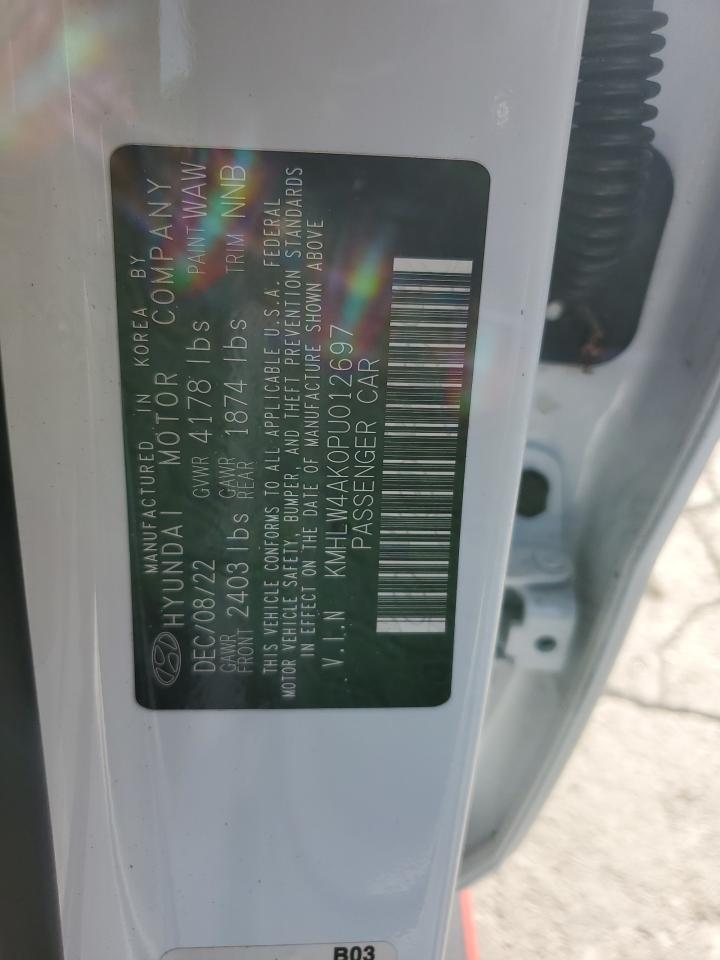 MANUFACTURED IN KOREA BY
HYUNDAI MOTOR COMPANY
DEC/08/22 GVWR 4178 lbs PAINT WAW
GAWR FRONT 2403 lbs GAWR REAR 1874 lbs TRIM NNB
THIS VEHICLE CONFORMS TO ALL APPLICABLE U.S.A. FEDERAL
MOTOR VEHICLE SAFETY, BUMPER, AND THEFT PREVENTION STANDARDS
IN EFFECT ON THE DATE OF MANUFACTURE SHOWN ABOVE
. V.I.N KMHLW4AK0PU012697
PASSENGER CAR
B03